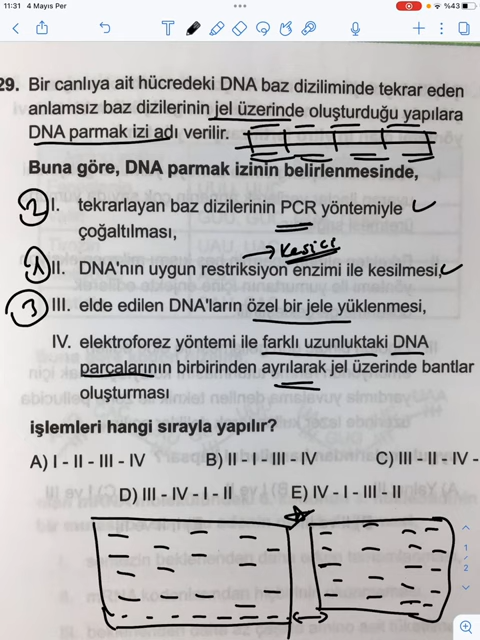 11:31 4 Mayıs Per %43
29. Bir canlıya ait hücredeki DNA baz diziliminde tekrar eden
anlamsız baz dizilerinin jel üzerinde oluşturduğu yapılara
DNA parmak izi adı verilir.
Buna göre, DNA parmak izinin belirlenmesinde,
2 I. tekrarlayan baz dizilerinin PCR yöntemiyle
çoğaltılması,
→ Kesici
1 II. DNA'nın uygun restriksiyon enzimi ile kesilmesi,
3 III. elde edilen DNA'ların özel bir jele yüklenmesi,
IV. elektroforez yöntemi ile farklı uzunluktaki DNA
parçalarının birbirinden ayrılarak jel üzerinde bantlar
oluşturması
işlemleri hangi sırayla yapılır?
A) I - II - III - IV B) II - I - III - IV C) III - II - IV -
D) III - IV - I - II E) IV - I - III - II
1
2